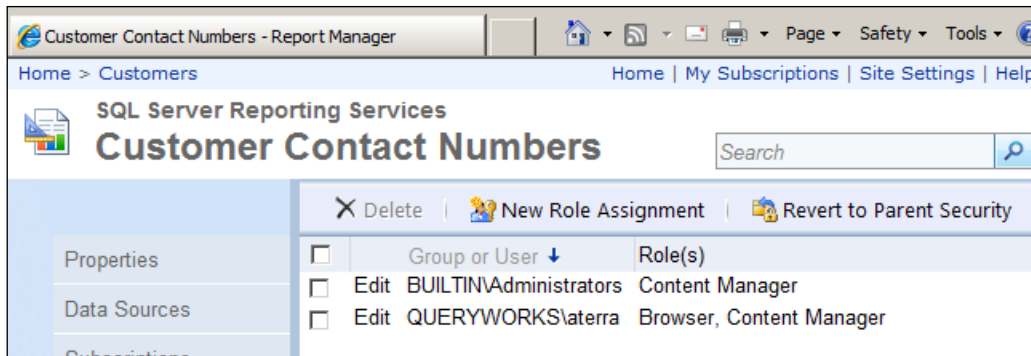 Customer Contact Numbers - Report Manager
Page Safety Tools
Home > Customers
Home | My Subscriptions | Site Settings | Help
SQL Server Reporting Services
Customer Contact Numbers
Search
Delete | New Role Assignment | Revert to Parent Security
Properties
Data Sources
Group or User Role(s)
Edit BUILTIN\Administrators Content Manager
Edit QUERYWORKS\aterra Browser, Content Manager